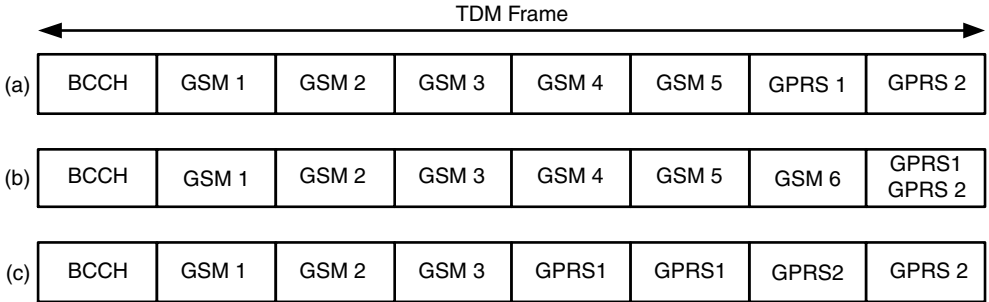 TDM Frame
(a) BCCH GSM 1 GSM 2 GSM 3 GSM 4 GSM 5 GPRS 1 GPRS 2
(b) BCCH GSM 1 GSM 2 GSM 3 GSM 4 GSM 5 GSM 6 GPRS1
GPRS 2
(c) BCCH GSM 1 GSM 2 GSM 3 GPRS1 GPRS1 GPRS2 GPRS 2